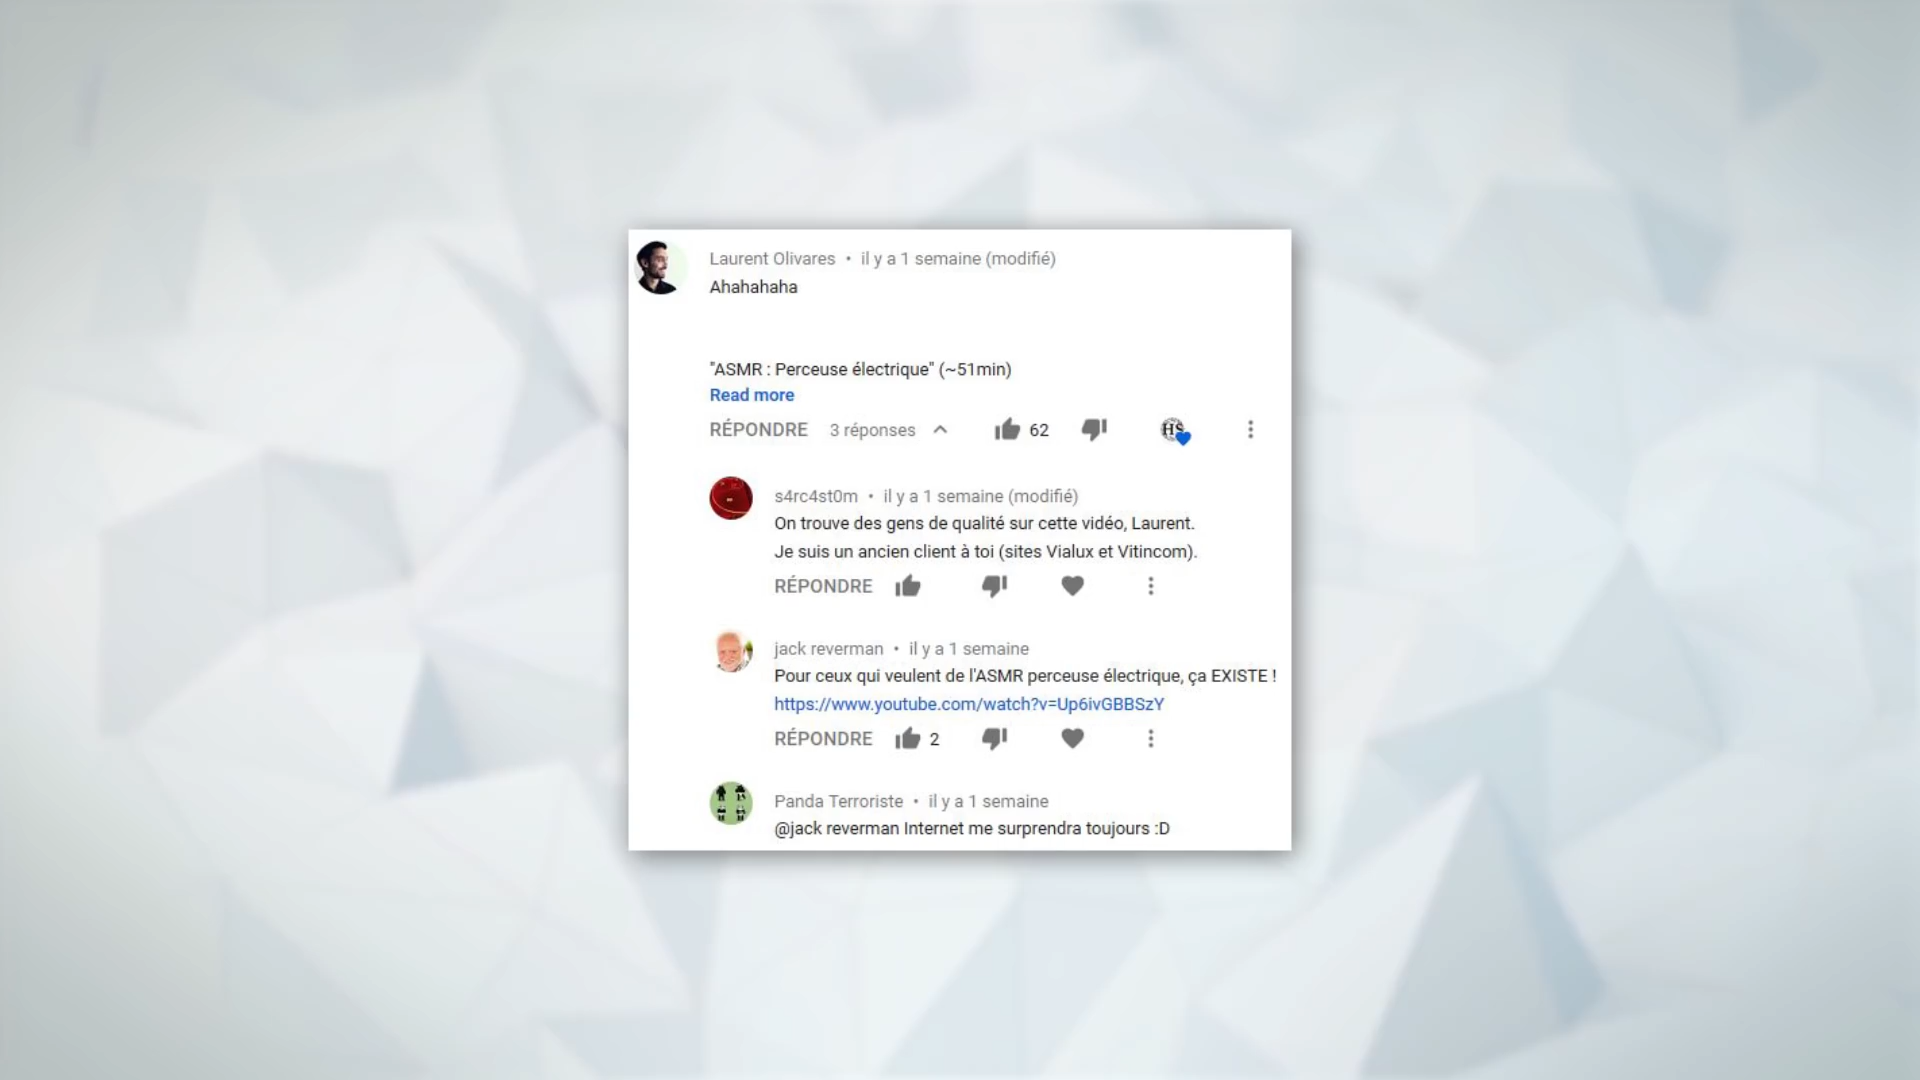 Laurent Olivares • il y a 1 semaine (modifié)
Ahahahaha
"ASMR : Perceuse électrique" (~51min)
Read more
RÉPONDRE 3 réponses 62 HS
s4rc4st0m • il y a 1 semaine (modifié)
On trouve des gens de qualité sur cette vidéo, Laurent.
Je suis un ancien client à toi (sites Vialux et Vitincom).
RÉPONDRE
jack reverman • il y a 1 semaine
Pour ceux qui veulent de l'ASMR perceuse électrique, ça EXISTE !
https://www.youtube.com/watch?v=Up6ivGBBSzY
RÉPONDRE 2
Panda Terroriste • il y a 1 semaine
@jack reverman Internet me surprendra toujours :D